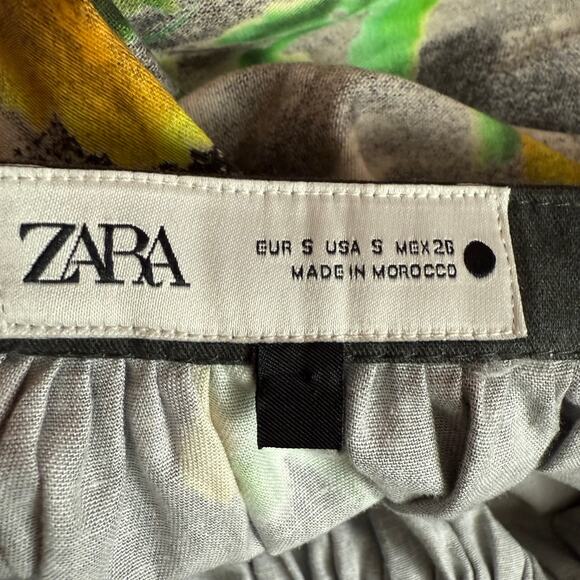 ZARA
EUR S USA S MEX 26
MADE IN MOROCCO